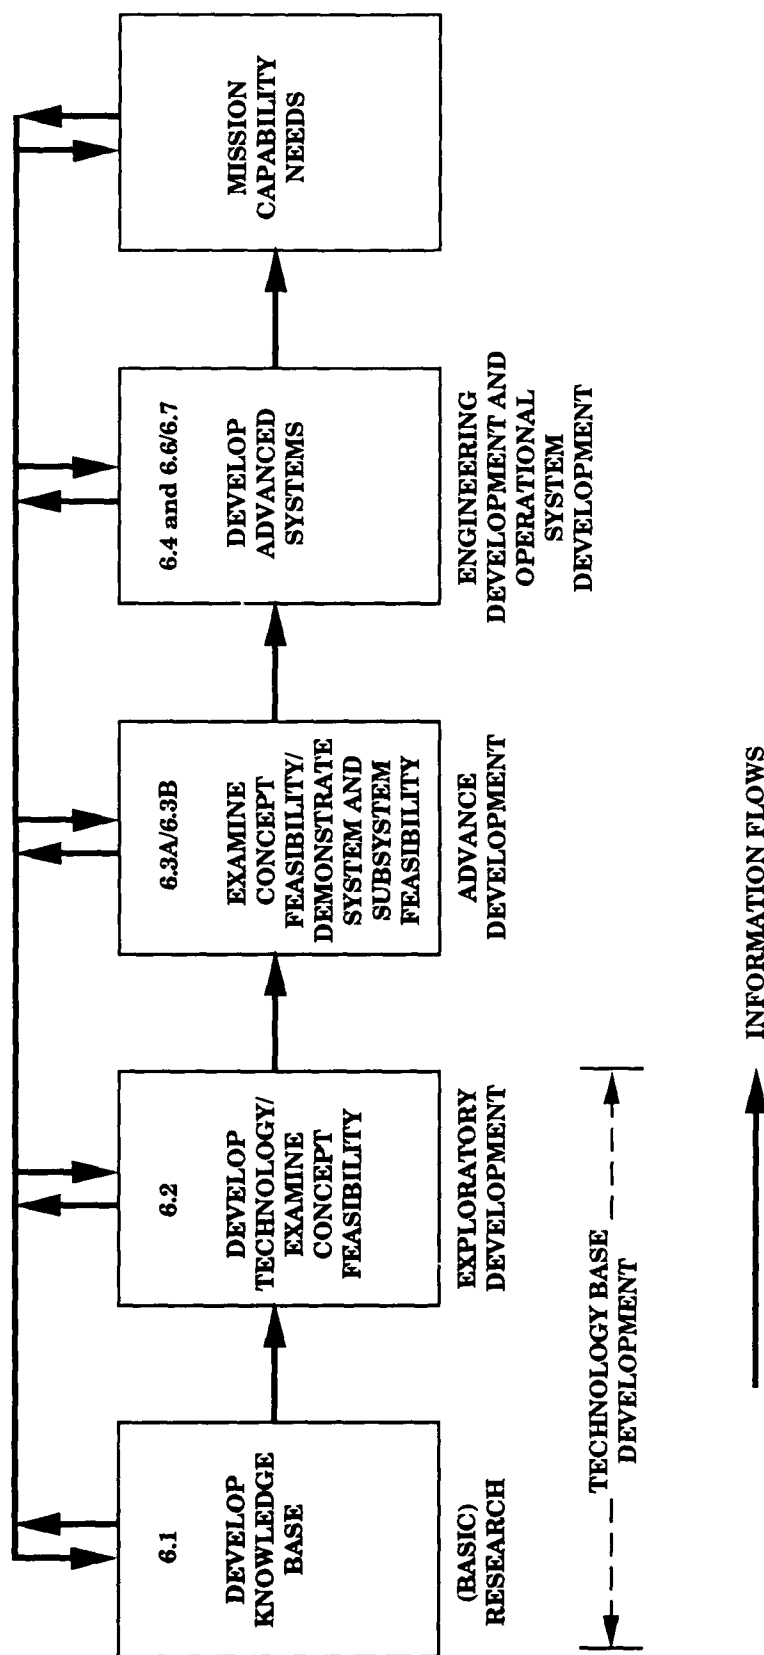 6.1
DEVELOP
KNOWLEDGE
BASE
(BASIC)
RESEARCH
6.2
DEVELOP
TECHNOLOGY/
EXAMINE
CONCEPT
FEASIBILITY
EXPLORATORY
DEVELOPMENT
6.3A/6.3B
EXAMINE
CONCEPT
FEASIBILITY/
DEMONSTRATE
SYSTEM AND
SUBSYSTEM
FEASIBILITY
ADVANCE
DEVELOPMENT
6.4 and 6.6/6.7
DEVELOP
ADVANCED
SYSTEMS
ENGINEERING
DEVELOPMENT AND
OPERATIONAL
SYSTEM
DEVELOPMENT
MISSION
CAPABILITY
NEEDS
TECHNOLOGY BASE
DEVELOPMENT
INFORMATION FLOWS